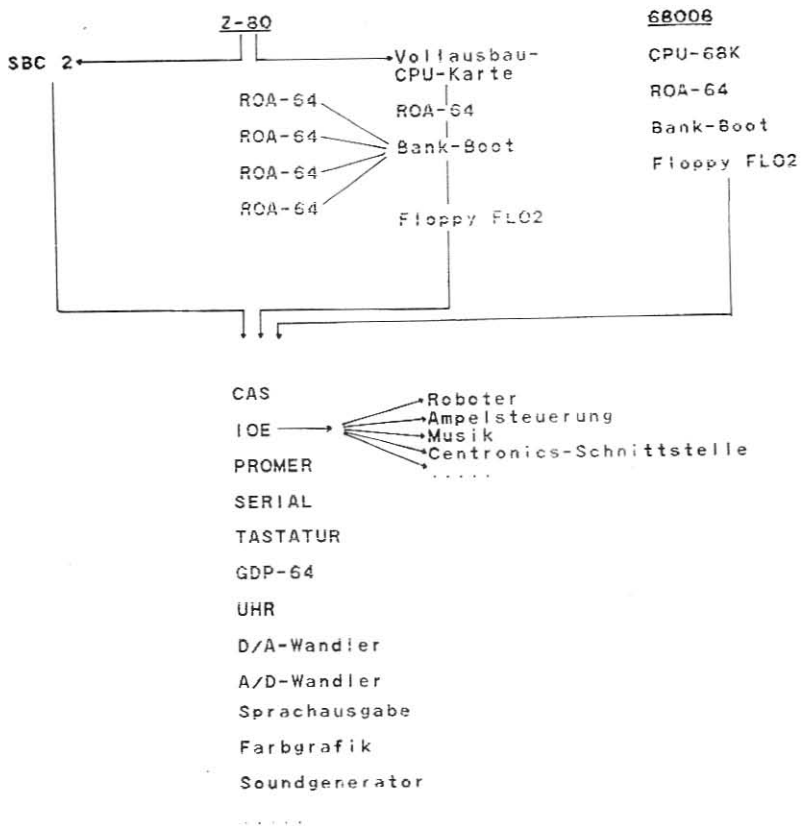 Z-80
68008
SBC 2
Vollausbau-
CPU-Karte
CPU-68K
ROA-64
ROA-64
ROA-64
ROA-64
Bank-Boot
Bank-Boot
ROA-64
Floppy FLO2
ROA-64
Floppy FLO2
CAS
IOE
Roboter
Ampelsteuerung
Musik
Centronics-Schnittstelle
.....
PROMER
SERIAL
TASTATUR
GDP-64
UHR
D/A-Wandler
A/D-Wandler
Sprachausgabe
Farbgrafik
Soundgenerator
.....